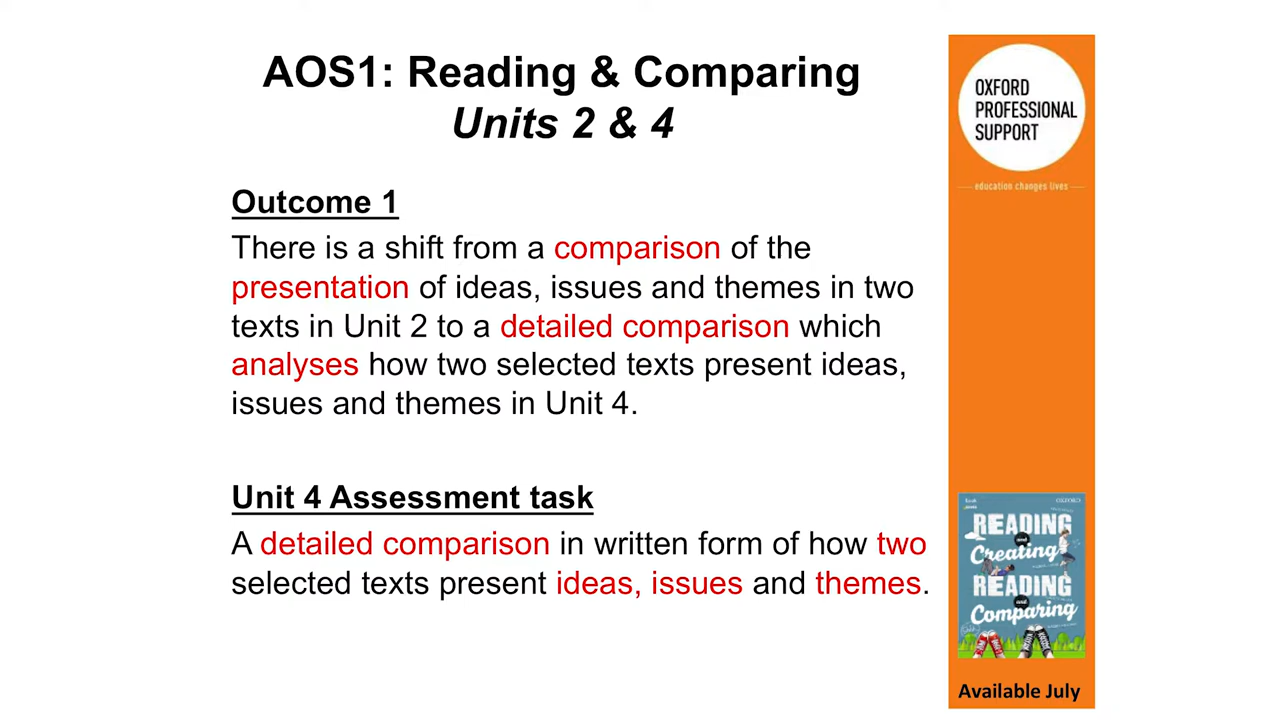 AOS1: Reading & Comparing
Units 2 & 4
Outcome 1
There is a shift from a comparison of the
presentation of ideas, issues and themes in two
texts in Unit 2 to a detailed comparison which
analyses how two selected texts present ideas,
issues and themes in Unit 4.
Unit 4 Assessment task
A detailed comparison in written form of how two
selected texts present ideas, issues and themes.
OXFORD
PROFESSIONAL
SUPPORT
education changes lives
OXFORD
READING
and
Creating
READING
and
Comparing
Available July